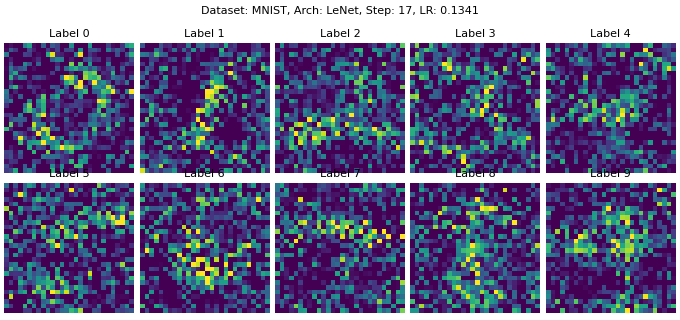 Dataset: MNIST, Arch: LeNet, Step: 17, LR: 0.1341
Label 0 Label 1 Label 2 Label 3 Label 4
Label 5 Label 6 Label 7 Label 8 Label 9